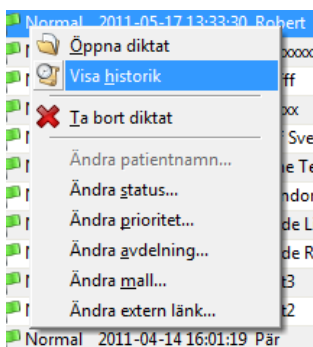 Normal 2011-05-17 13:33:30 Robert
Öppna diktat
Visa historik
Ta bort diktat
Ändra patientnamn...
Ändra status...
Ändra prioritet...
Ändra avdelning...
Ändra mall...
Ändra extern länk...
Normal 2011-04-14 16:01:19 Pär